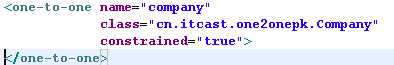 <one-to-one name="company"
class="cn.itcast.one2onepk.Company"
constrained="true">
</one-to-one>